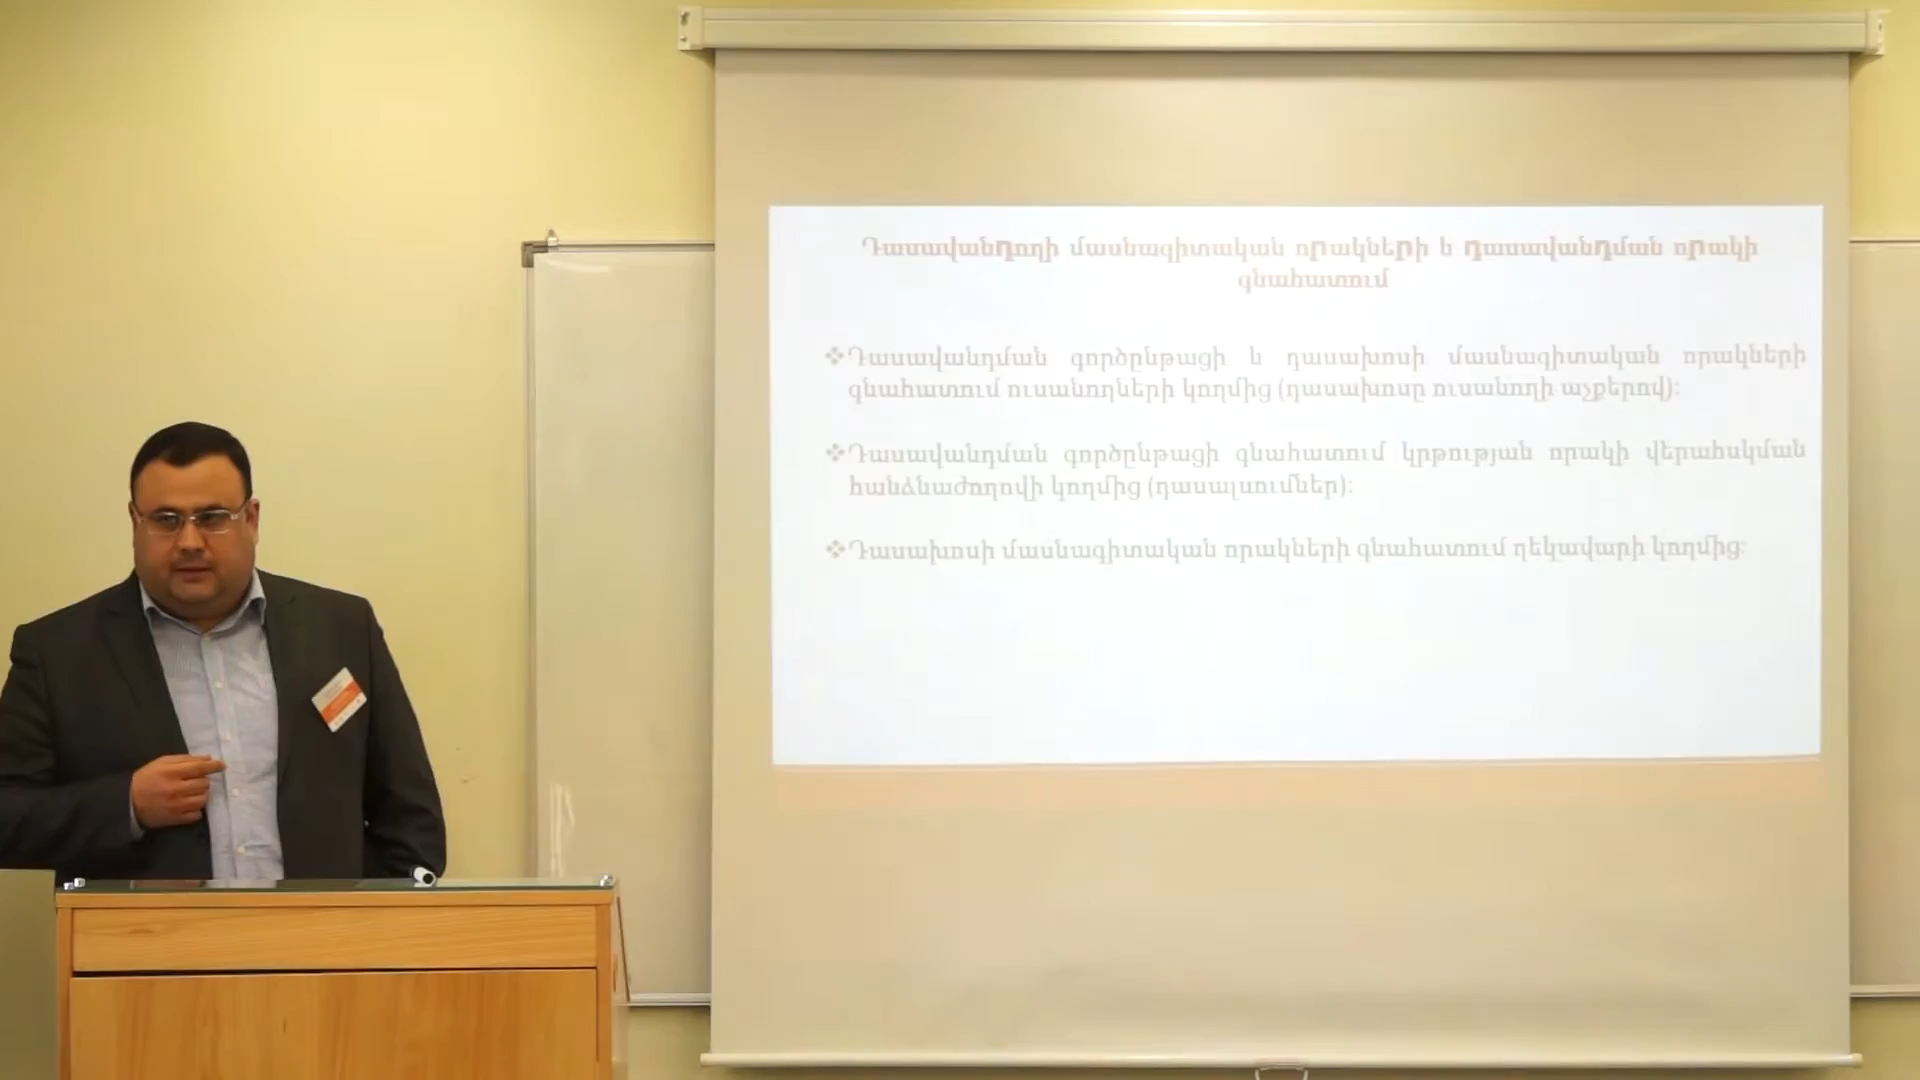 Դասավանդողի մասնագիտական որակների և դասավանդման որակի
գնահատում
❖Դասավանդման գործընթացի և դասախոսի մասնագիտական որակների
գնահատում ուսանողների կողմից (դասախոսը ուսանողի աչքերով):
❖Դասավանդման գործընթացի գնահատում կրթության որակի վերահսկման
հանձնաժողովի կողմից (դասալսումներ):
❖Դասախոսի մասնագիտական որակների գնահատում ղեկավարի կողմից: